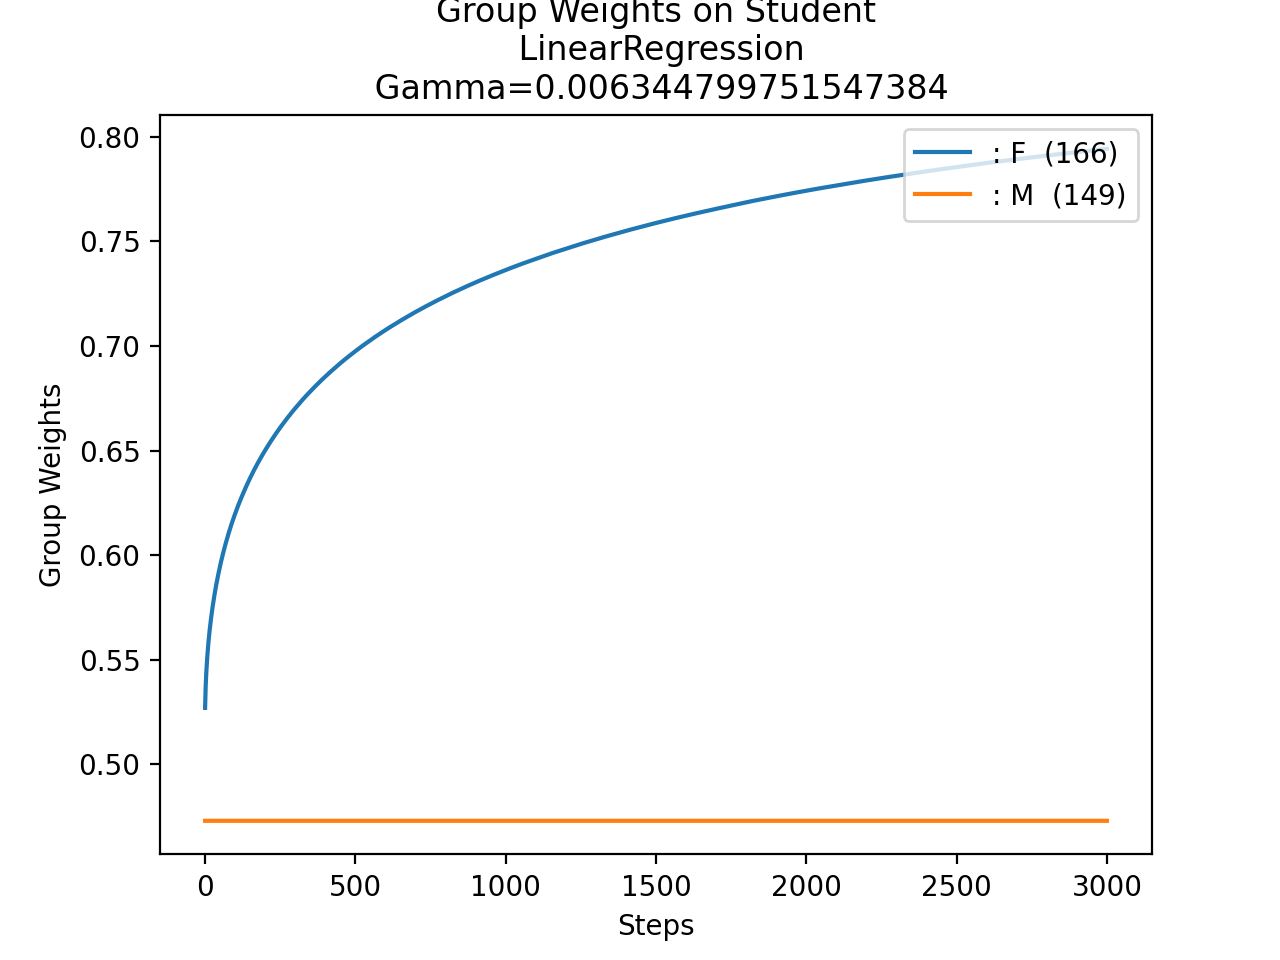 Group Weights on Student
LinearRegression
Gamma=0.006344799751547384
0.80
0.75
0.70
0.65
0.60
0.55
0.50
Group Weights
: F (166)
: M (149)
0 500 1000 1500 2000 2500 3000
Steps